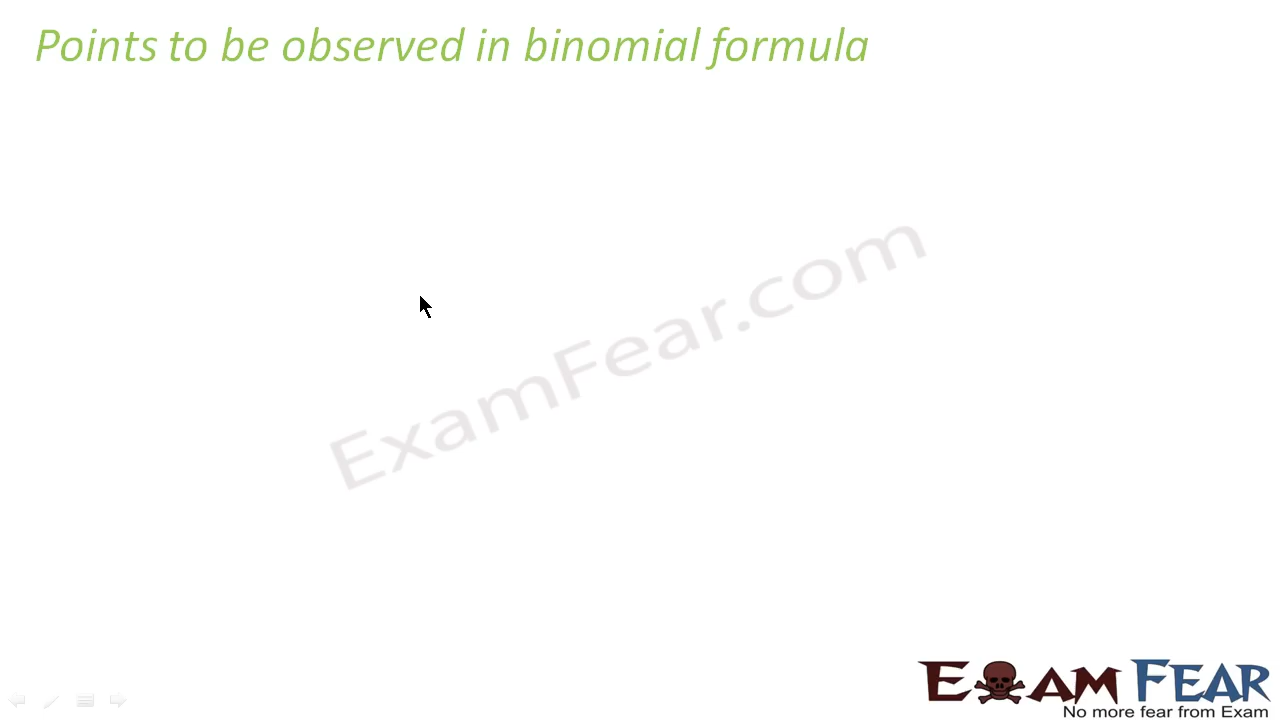 Points to be observed in binomial formula
ExamFear.com
EXAM FEAR
No more fear from Exam